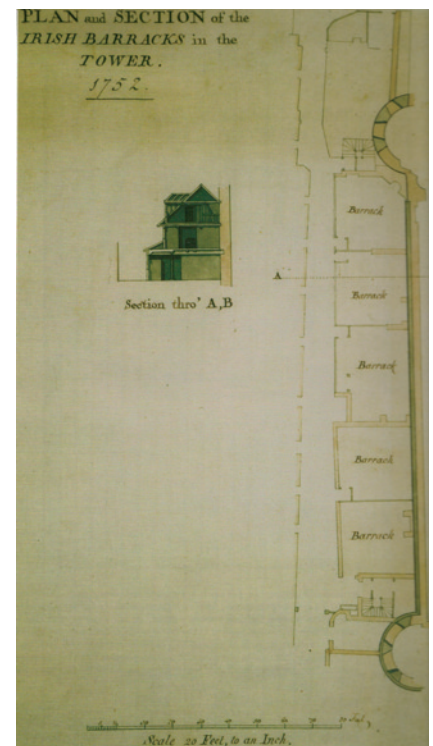 PLAN and SECTION of the
IRISH BARRACKS in the
TOWER.
1752.
Barrack
A
Barrack
Section thro' A,B
Barrack
Barrack
Barrack
Scale 20 Feet, to an Inch.